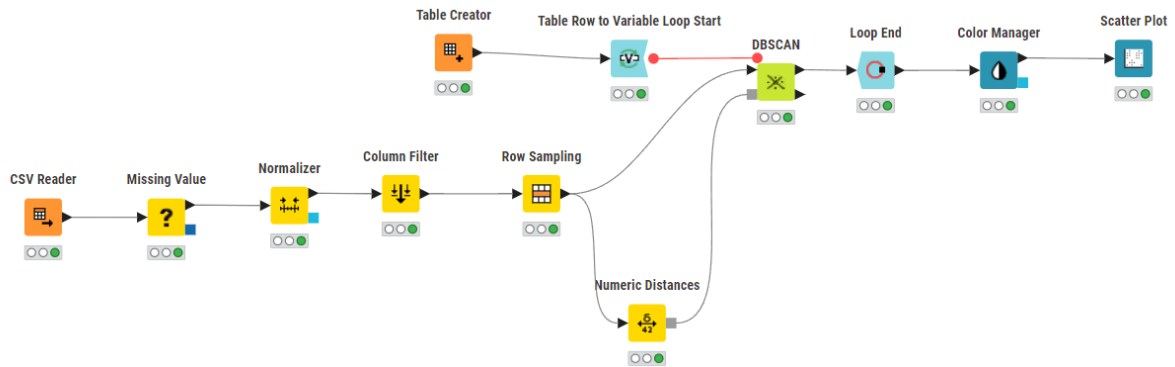 Table Creator
Table Row to Variable Loop Start
DBSCAN
Loop End
Color Manager
Scatter Plot
+
V
CSV Reader
Missing Value
Normalizer
Column Filter
Row Sampling
?
Numeric Distances
δ
42